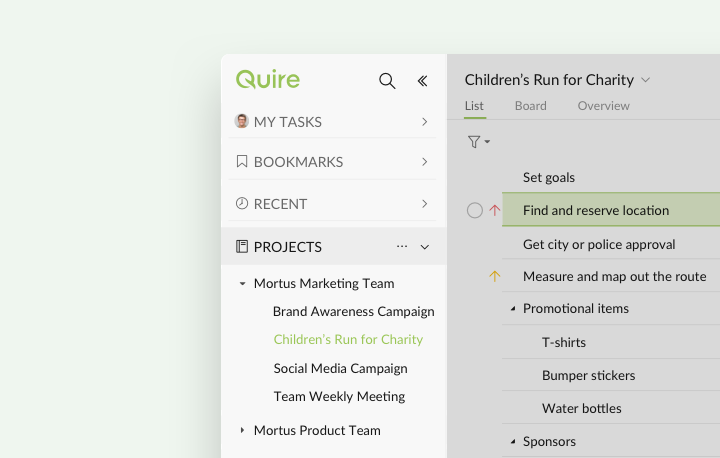 Quire
MY TASKS
BOOKMARKS
RECENT
PROJECTS
Mortus Marketing Team
Brand Awareness Campaign
Children's Run for Charity
Social Media Campaign
Team Weekly Meeting
Mortus Product Team
Children's Run for Charity
List Board Overview
Set goals
Find and reserve location
Get city or police approval
Measure and map out the route
Promotional items
T-shirts
Bumper stickers
Water bottles
Sponsors